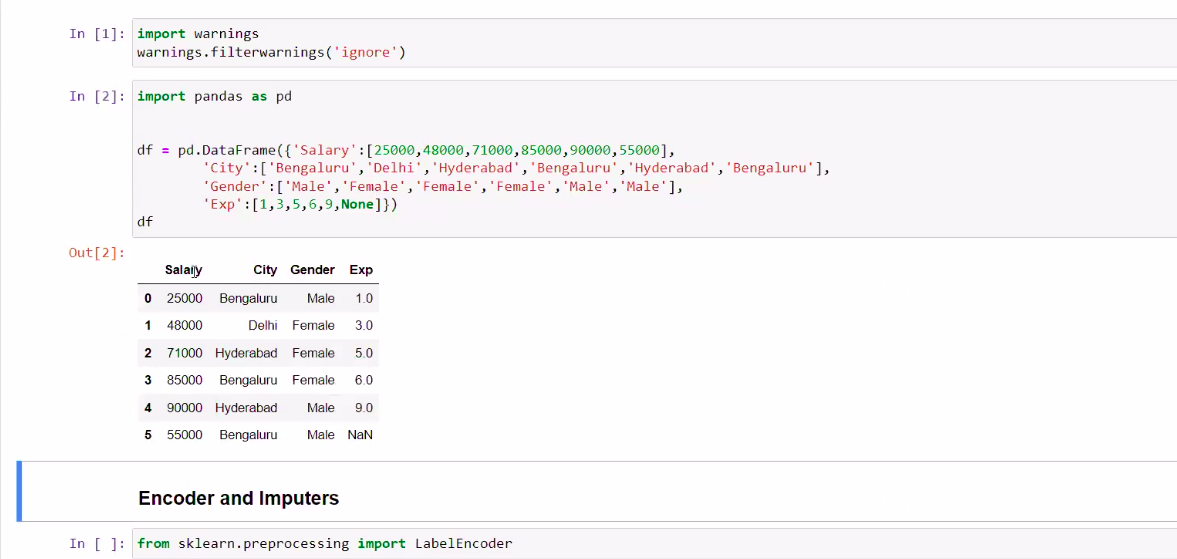 In [1]: import warnings
warnings.filterwarnings('ignore')
In [2]: import pandas as pd
df = pd.DataFrame({'Salary':[25000,48000,71000,85000,90000,55000],
'City':['Bengaluru','Delhi','Hyderabad','Bengaluru','Hyderabad','Bengaluru'],
'Gender':['Male','Female','Female','Female','Male','Male'],
'Exp':[1,3,5,6,9,None]})
df
Out[2]:
Salary City Gender Exp
0 25000 Bengaluru Male 1.0
1 48000 Delhi Female 3.0
2 71000 Hyderabad Female 5.0
3 85000 Bengaluru Female 6.0
4 90000 Hyderabad Male 9.0
5 55000 Bengaluru Male NaN
Encoder and Imputers
In [ ]: from sklearn.preprocessing import LabelEncoder